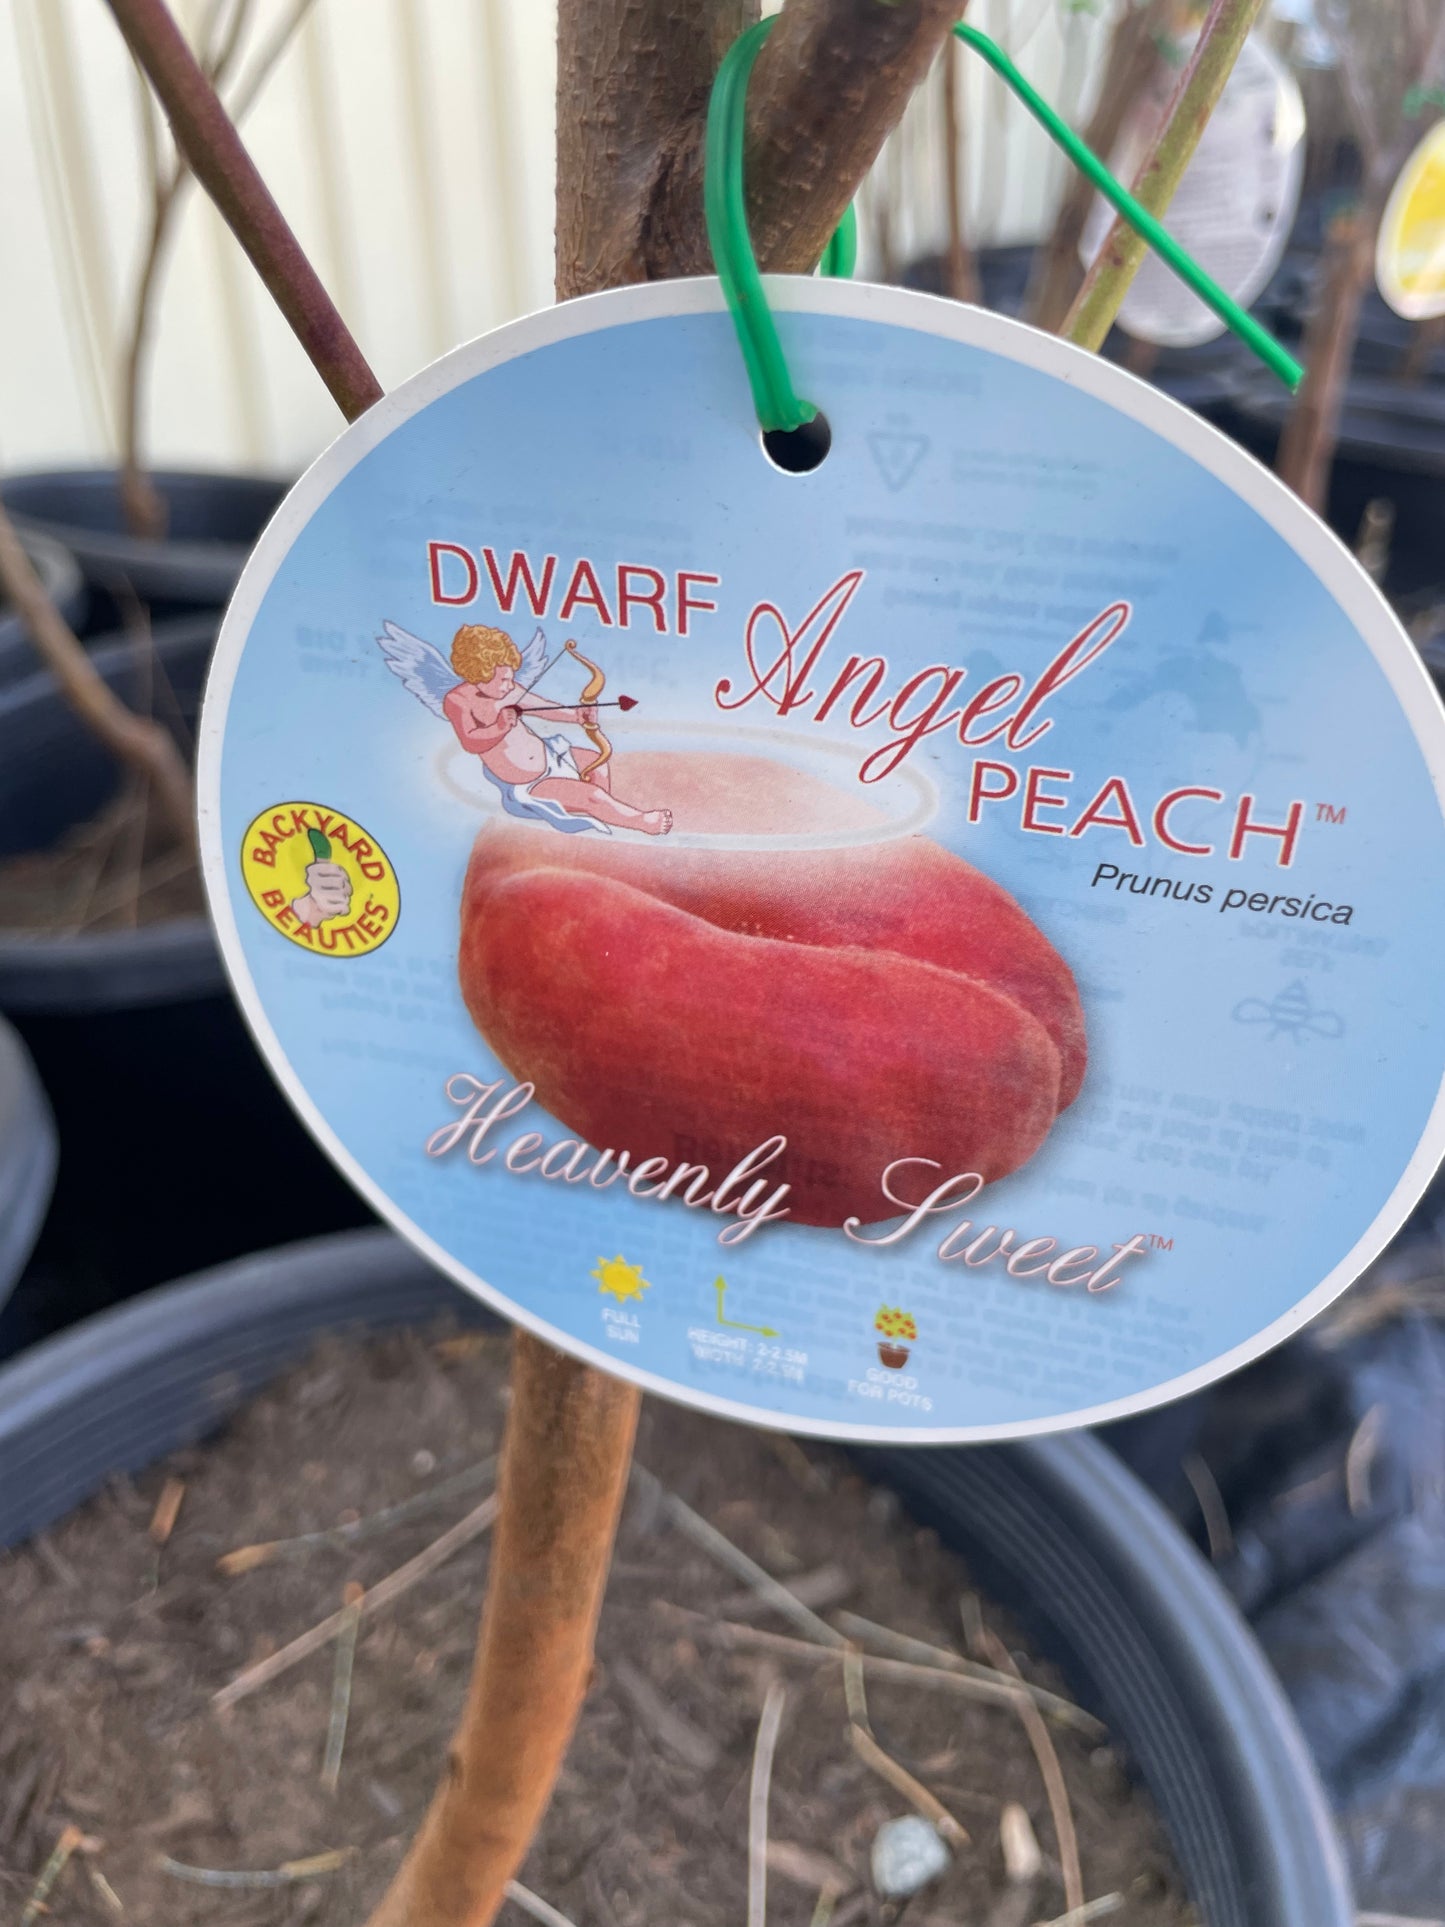 DWARF Angel
PEACH™
Prunus persica
BACKYARD
BEAUTIES
Heavenly Sweet™
FULL
SUN
HEIGHT: 2-2.5M
WIDTH: 2-2.5M
GOOD
FOR POTS